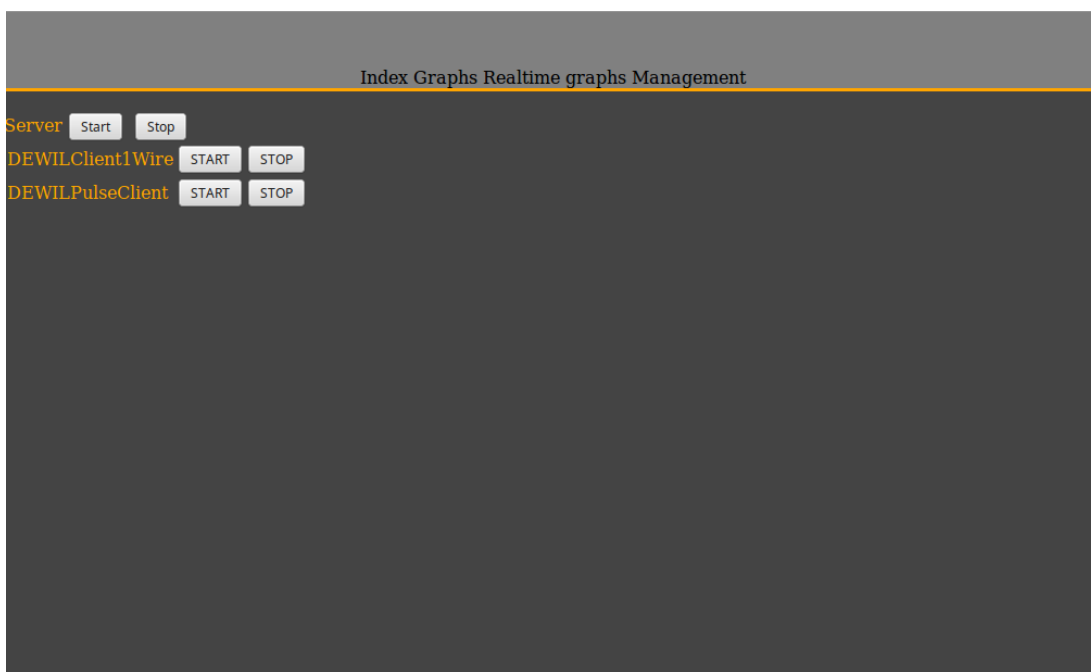 Index Graphs Realtime graphs Management
Server Start Stop
DEWILClient1Wire START STOP
DEWILPulseClient START STOP